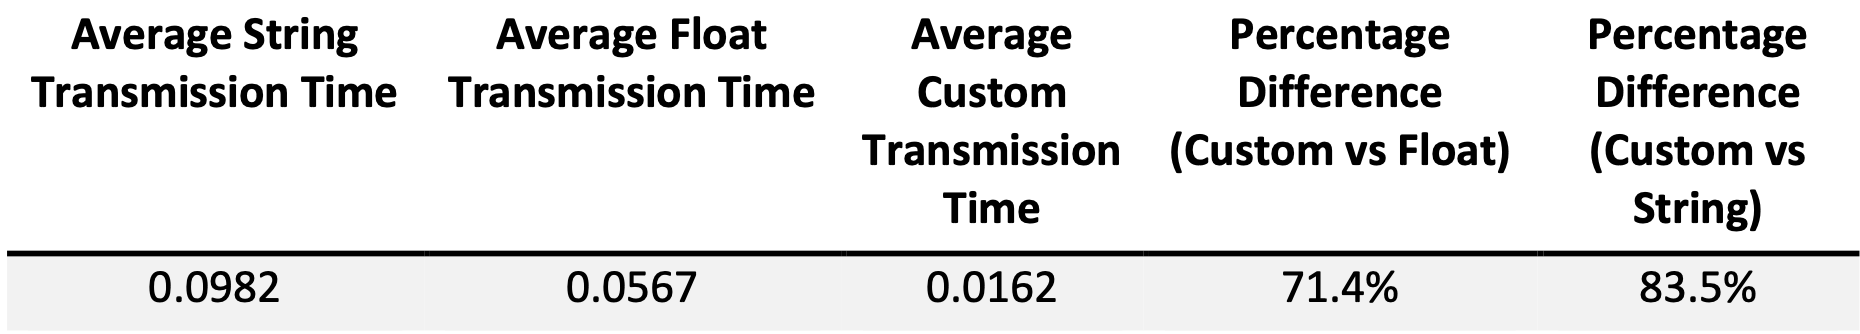 Average String
Transmission Time
Average Float
Transmission Time
Average
Custom
Transmission
Time
Percentage
Difference
(Custom vs Float)
Percentage
Difference
(Custom vs
String)
0.0982
0.0567
0.0162
71.4%
83.5%